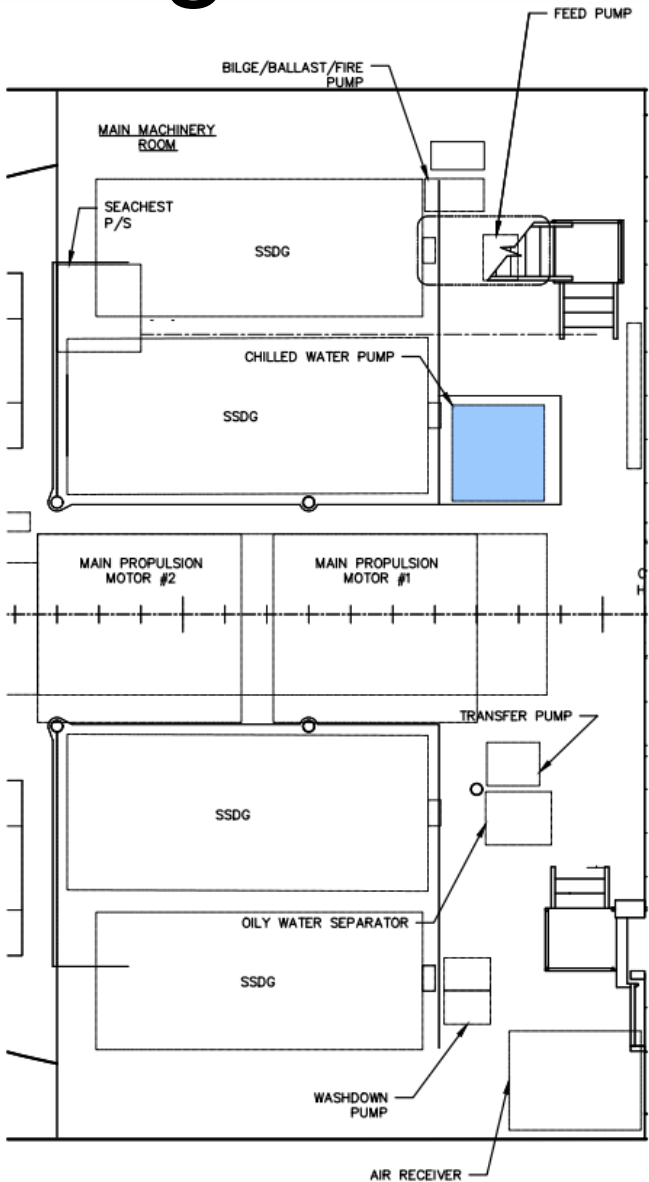 FEED PUMP
BILGE/BALLAST/FIRE
PUMP
MAIN MACHINERY
ROOM
SEACHEST
P/S
SSDG
CHILLED WATER PUMP
SSDG
MAIN PROPULSION
MOTOR #2
MAIN PROPULSION
MOTOR #1
TRANSFER PUMP
SSDG
OILY WATER SEPARATOR
SSDG
WASHDOWN
PUMP
AIR RECEIVER